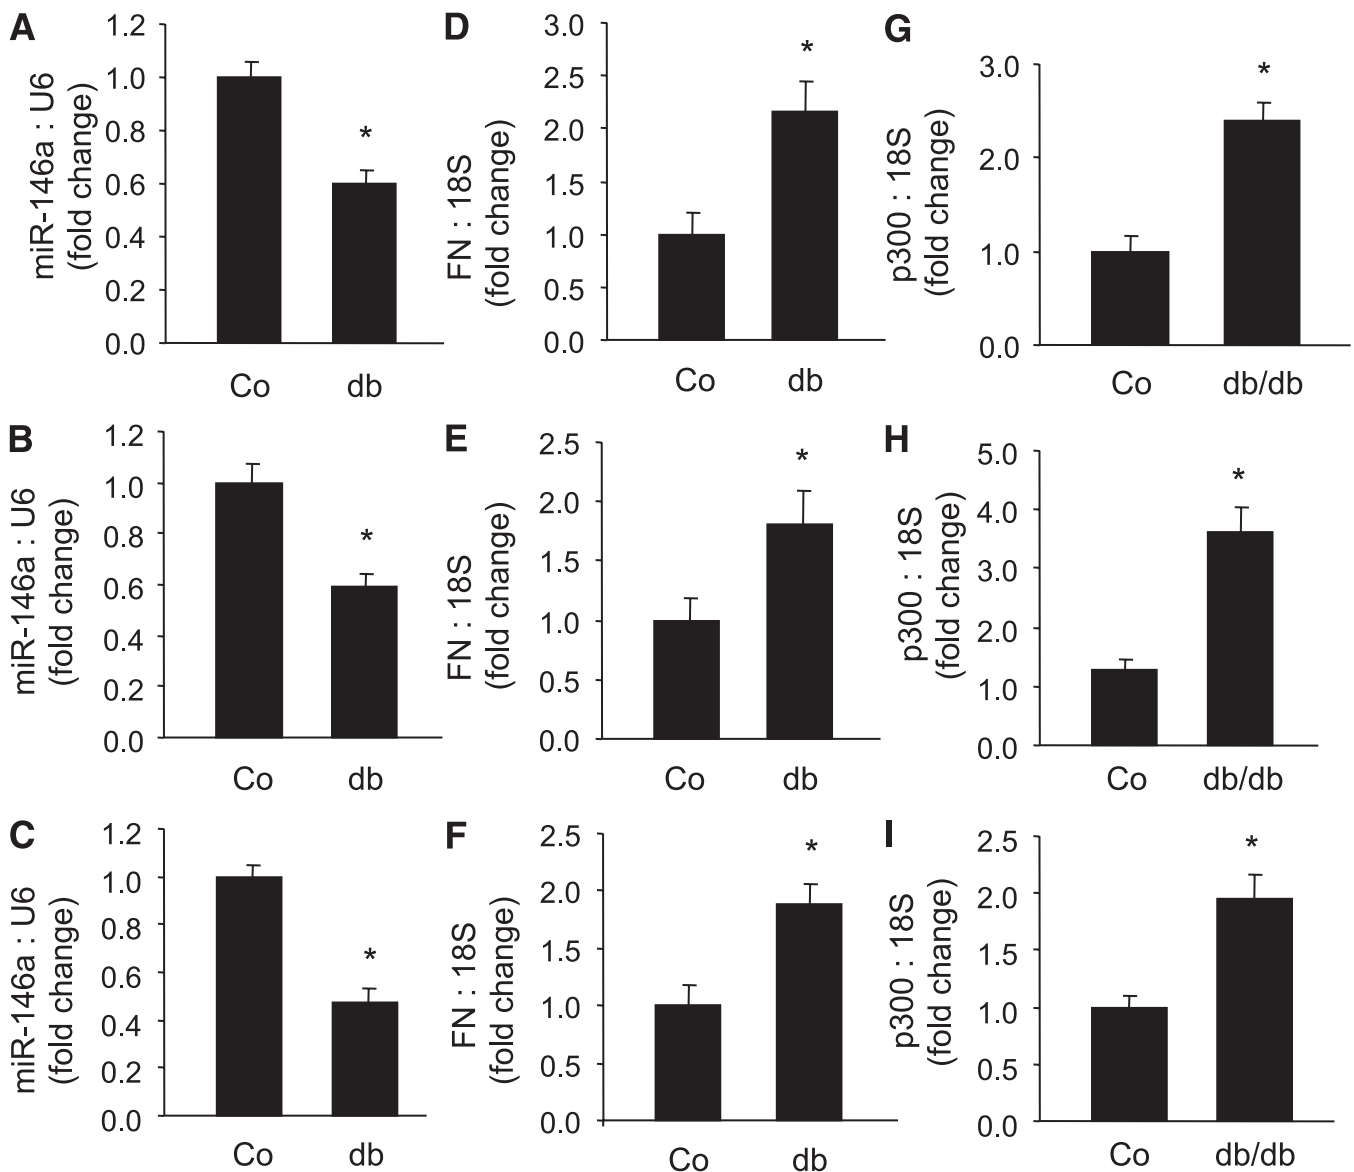 A
miR-146a : U6
(fold change)
1.2
1.0
0.8
0.6
0.4
0.2
0.0
*
Co db
D
FN : 18S
(fold change)
3.0
2.5
2.0
1.5
1.0
0.5
0.0
*
Co db
G
p300 : 18S
(fold change)
3.0
2.0
1.0
0.0
*
Co db/db
B
miR-146a : U6
(fold change)
1.2
1.0
0.8
0.6
0.4
0.2
0.0
*
Co db
E
FN : 18S
(fold change)
2.5
2.0
1.5
1.0
0.5
0.0
*
Co db
H
p300 : 18S
(fold change)
5.0
4.0
3.0
2.0
1.0
0.0
*
Co db/db
C
miR-146a : U6
(fold change)
1.2
1.0
0.8
0.6
0.4
0.2
0.0
*
Co db
F
FN : 18S
(fold change)
2.5
2.0
1.5
1.0
0.5
0.0
*
Co db
I
p300 : 18S
(fold change)
2.5
2.0
1.5
1.0
0.5
0.0
*
Co db/db